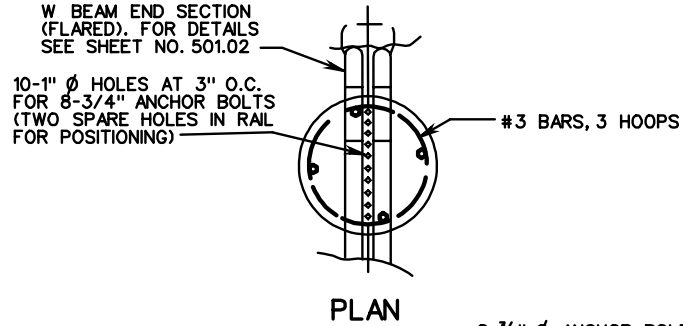 W BEAM END SECTION
(FLARED). FOR DETAILS
SEE SHEET NO. 501.02
10-1" Ø HOLES AT 3" O.C.
FOR 8-3/4" ANCHOR BOLTS
(TWO SPARE HOLES IN RAIL
FOR POSITIONING)
#3 BARS, 3 HOOPS
PLAN